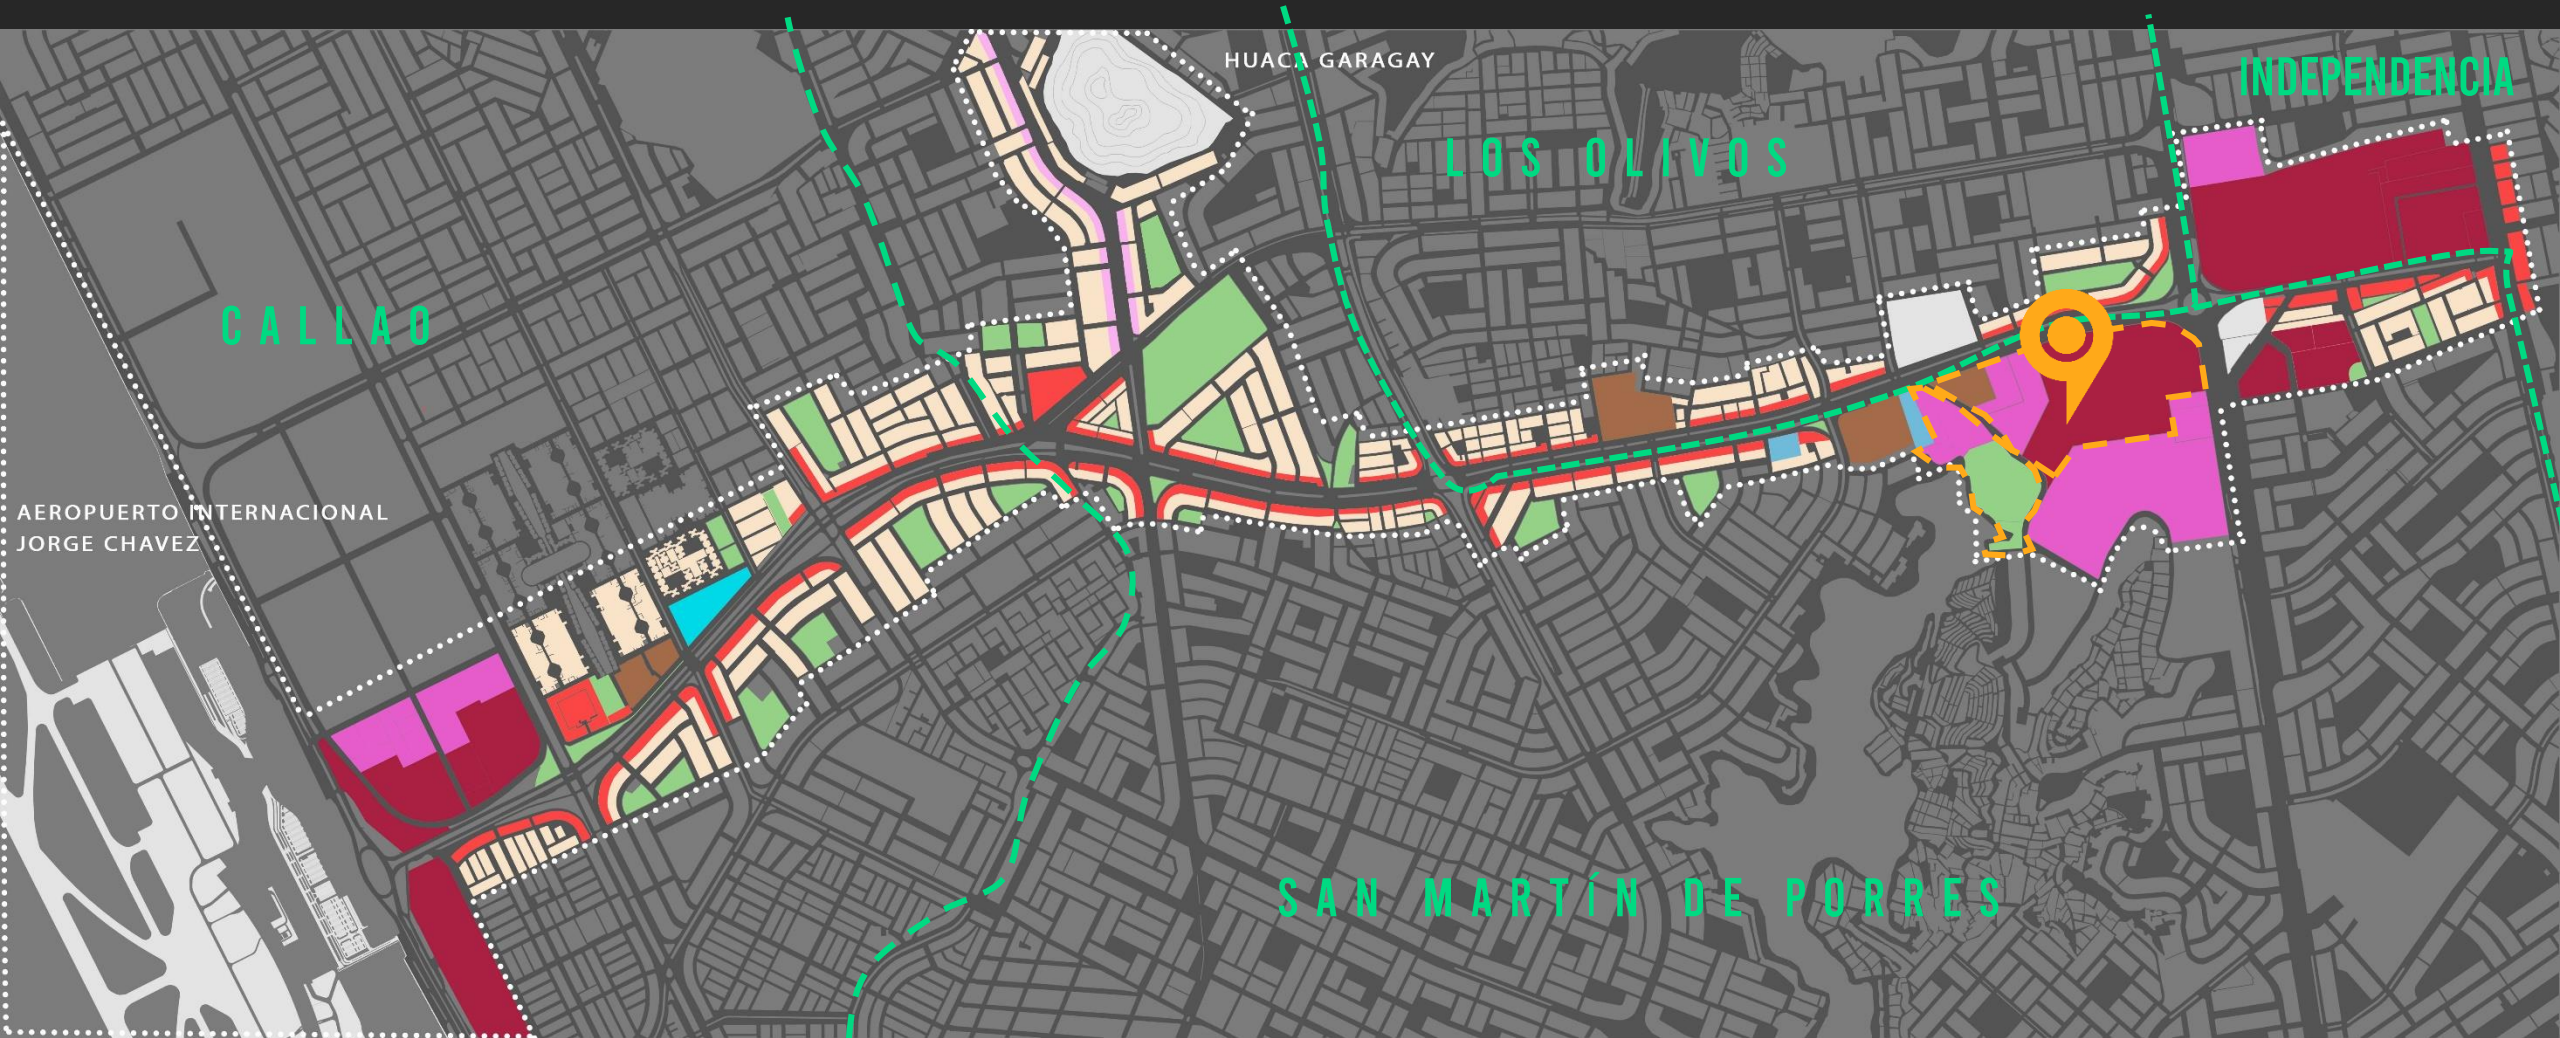 HUACA GARAGAY
INDEPENDENCIA
LOS OLIVOS
CALLAO
AEROPUERTO INTERNACIONAL
JORGE CHAVEZ
SAN MARTÍN DE PORRES